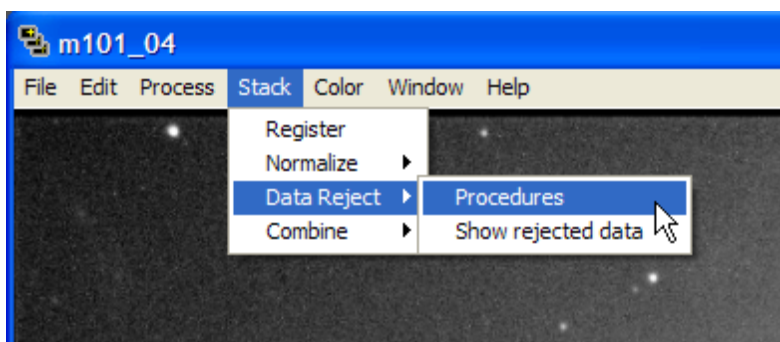 m101_04
File Edit Process Stack Color Window Help
Register
Normalize
Data Reject
Combine
Procedures
Show rejected data